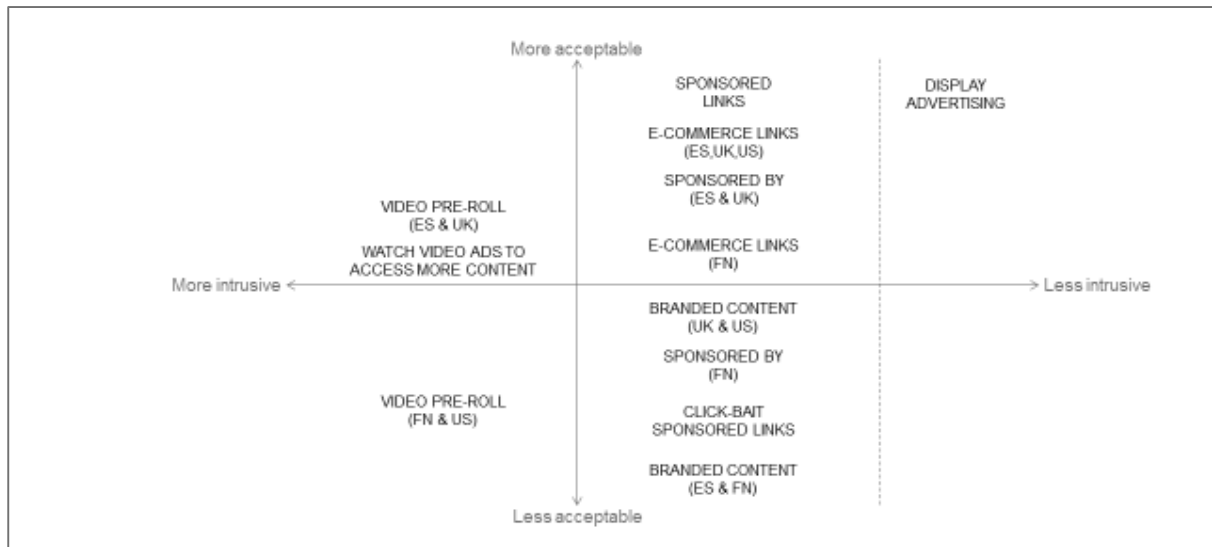 More acceptable
SPONSORED
LINKS
DISPLAY
ADVERTISING
E-COMMERCE LINKS
(ES,UK,US)
SPONSORED BY
(ES & UK)
VIDEO PRE-ROLL
(ES & UK)
WATCH VIDEO ADS TO
ACCESS MORE CONTENT
E-COMMERCE LINKS
(FN)
More intrusive
Less intrusive
BRANDED CONTENT
(UK & US)
SPONSORED BY
(FN)
VIDEO PRE-ROLL
(FN & US)
CLICK-BAIT
SPONSORED LINKS
BRANDED CONTENT
(ES & FN)
Less acceptable